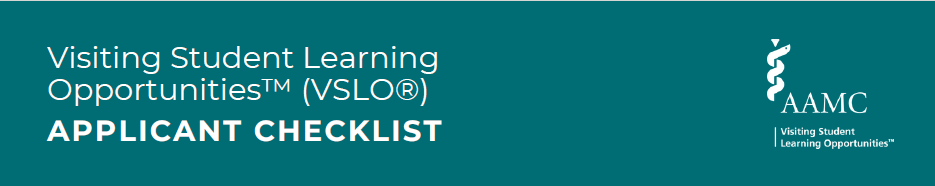 Visiting Student Learning
Opportunities™ (VSLO®)
APPLICANT CHECKLIST
AAMC
Visiting Student
Learning Opportunities™